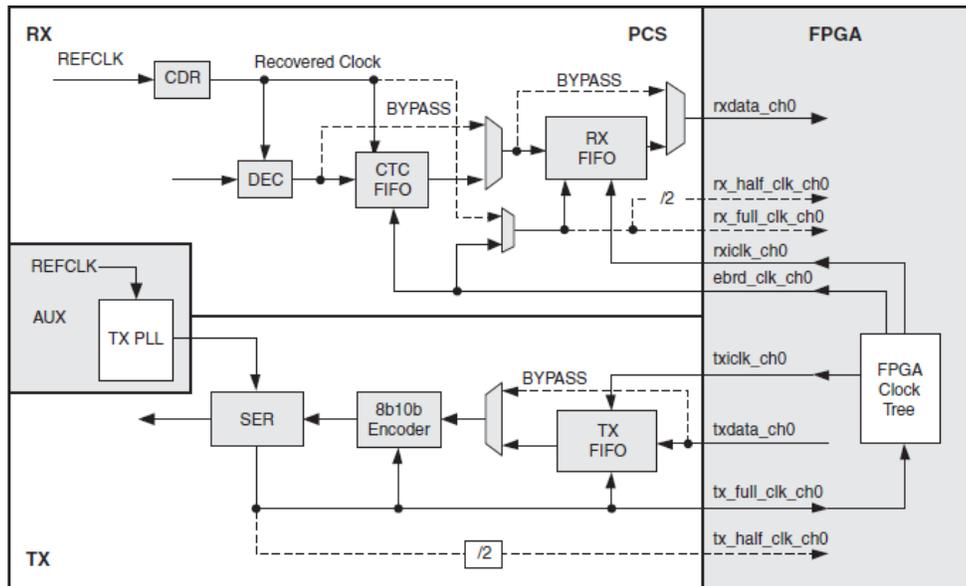 RX
PCS
FPGA
REFCLK
CDR
Recovered Clock
BYPASS
BYPASS
rxdata_ch0
DEC
CTC
FIFO
RX
FIFO
/2
rx_half_clk_ch0
rx_full_clk_ch0
rxiclk_ch0
ebrd_clk_ch0
REFCLK
AUX
TX PLL
txiclk_ch0
FPGA
Clock
Tree
BYPASS
SER
8b10b
Encoder
TX
FIFO
txdata_ch0
tx_full_clk_ch0
tx_half_clk_ch0
/2
TX